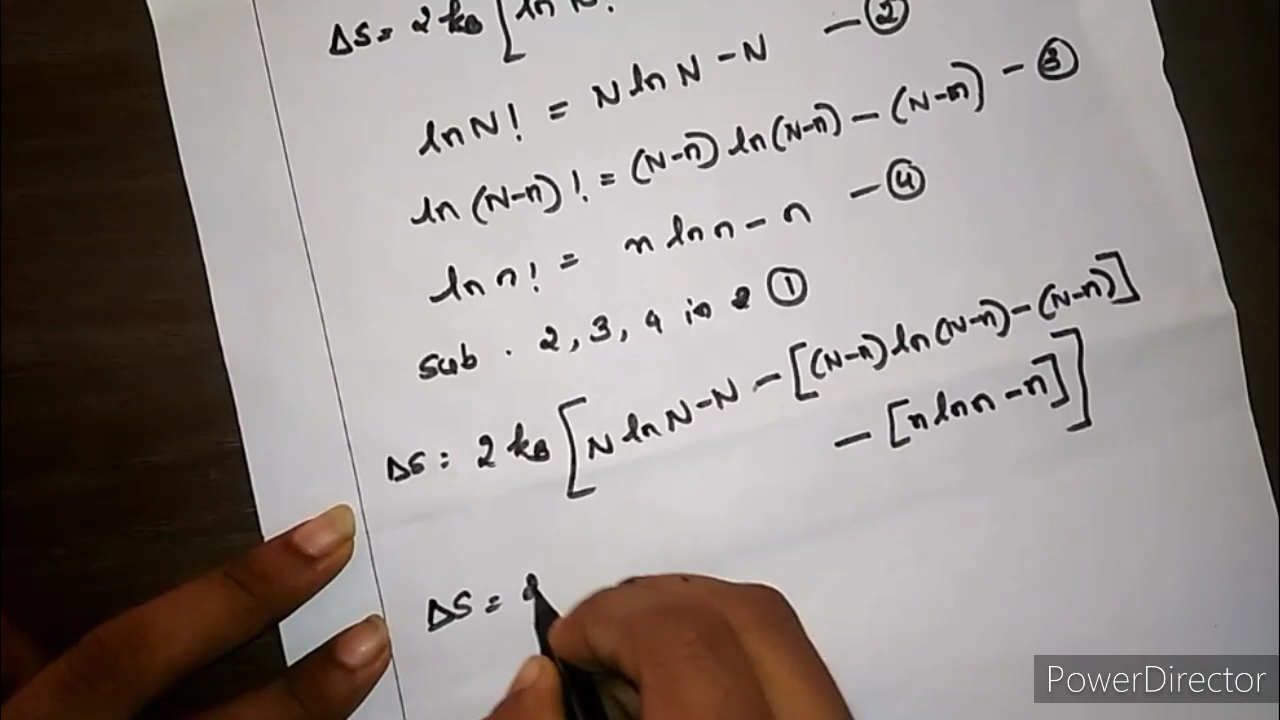 ΔS = 2 kB [ ln N!
ln N! = N ln N - N — ②
ln (N-n)! = (N-n) ln (N-n) - (N-n) — ③
ln n! = n ln n - n — ④
sub . 2, 3, 4 in ①
ΔS = 2 kB [ N ln N - N - [(N-n) ln (N-n) - (N-n)]
- [n ln n - n] ]
ΔS =
PowerDirector